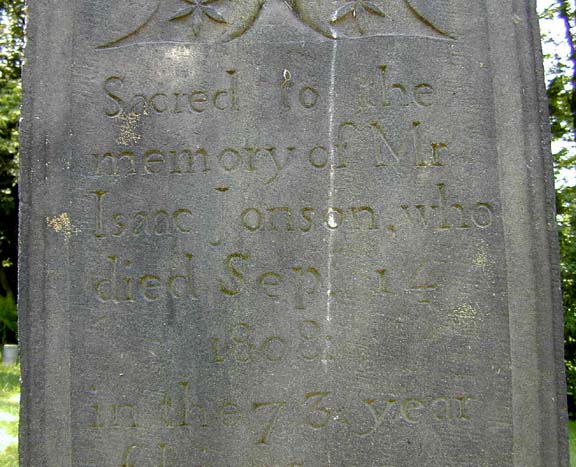 Sacred to the
memory of Mr
Isaac Jonson, who
died Sep 14
1808.
in the 73. year